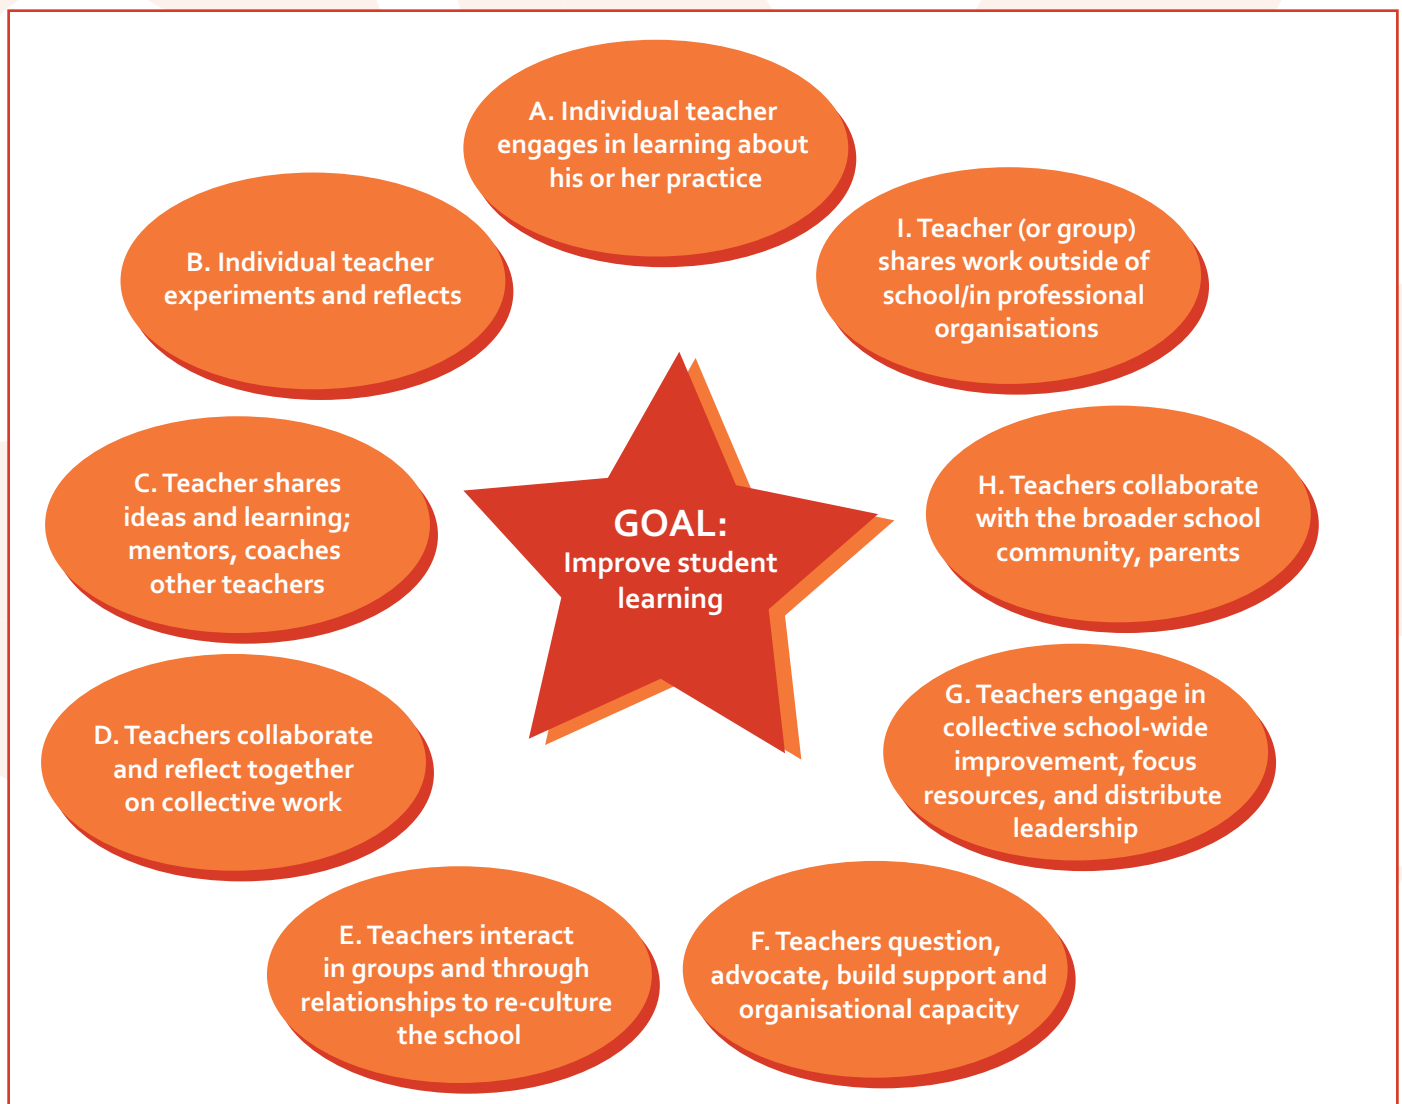 A. Individual teacher
engages in learning about
his or her practice
B. Individual teacher
experiments and reflects
C. Teacher shares
ideas and learning;
mentors, coaches
other teachers
D. Teachers collaborate
and reflect together
on collective work
E. Teachers interact
in groups and through
relationships to re-culture
the school
F. Teachers question,
advocate, build support and
organisational capacity
G. Teachers engage in
collective school-wide
improvement, focus
resources, and distribute
leadership
H. Teachers collaborate
with the broader school
community, parents
I. Teacher (or group)
shares work outside of
school/in professional
organisations
GOAL:
Improve student
learning